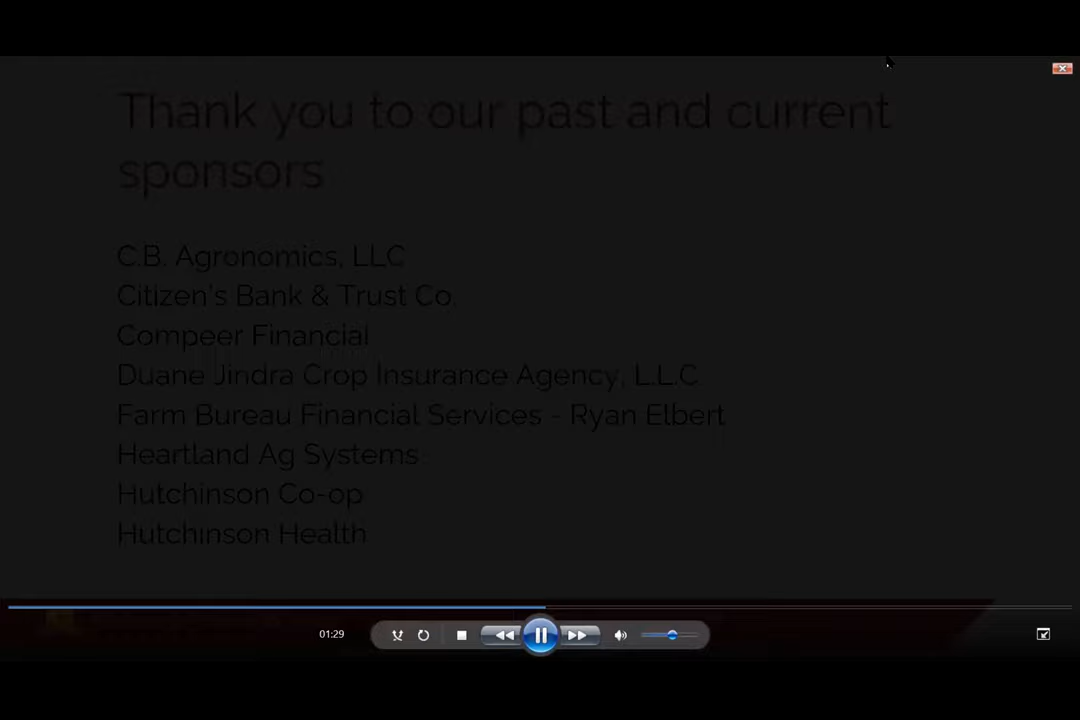 Thank you to our past and current
sponsors
C.B. Agronomics, LLC
Citizen's Bank & Trust Co.
Compeer Financial
Duane Jindra Crop Insurance Agency, L.L.C.
Farm Bureau Financial Services - Ryan Elbert
Heartland Ag Systems
Hutchinson Co-op
Hutchinson Health
01:29